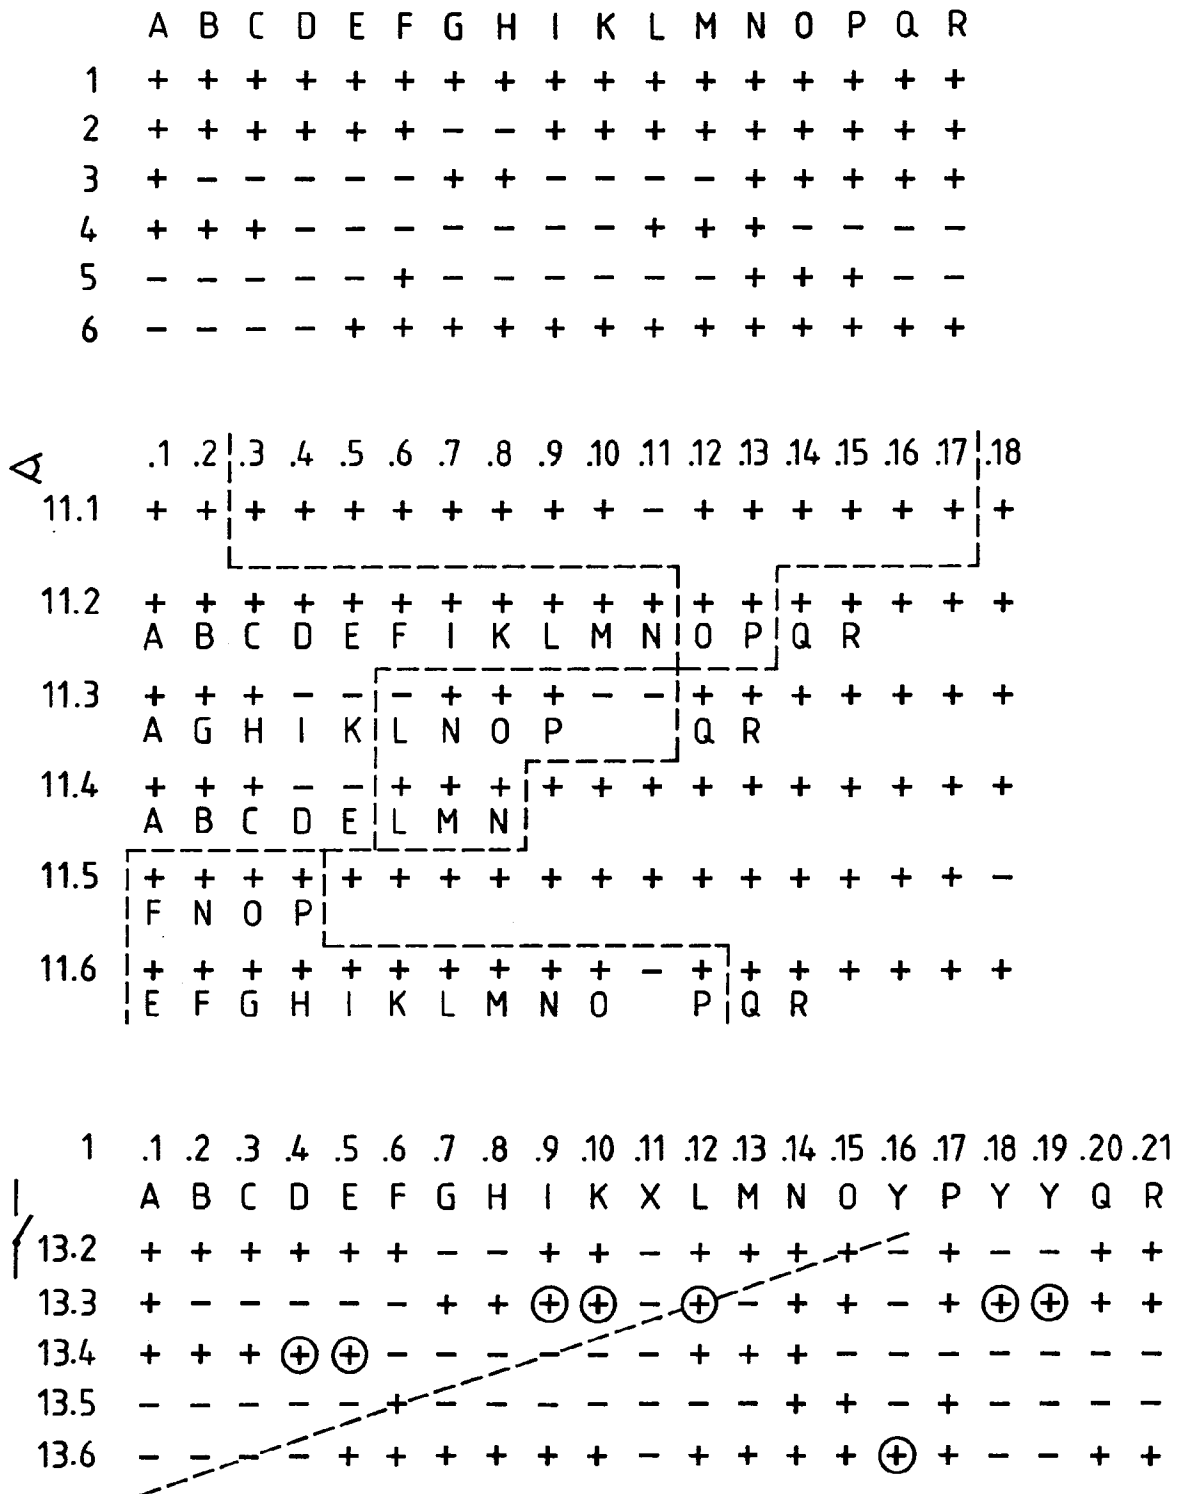 A B C D E F G H I K L M N O P Q R
1 + + + + + + + + + + + + + + + + +
2 + + + + + + − − + + + + + + + + +
3 + − − − − − + + − − − − + + + + +
4 + + + − − − − − − − + + + − − − −
5 − − − − − + − − − − − − + + + − −
6 − − − − + + + + + + + + + + + + +
.1 .2 .3 .4 .5 .6 .7 .8 .9 .10 .11 .12 .13 .14 .15 .16 .17 .18
11.1 + + + + + + + + + + − + + + + + + +
11.2 + + + + + + + + + + + + + + + + + +
A B C D E F I K L M N O P Q R
11.3 + + + − − − + + + − − + + + + + + +
A G H I K L N O P Q R
11.4 + + + − − + + + + + + + + + + + + +
A B C D E L M N
11.5 + + + + + + + + + + + + + + + + + −
F N O P
11.6 + + + + + + + + + + − + + + + + + +
E F G H I K L M N O P Q R
1 .1 .2 .3 .4 .5 .6 .7 .8 .9 .10 .11 .12 .13 .14 .15 .16 .17 .18 .19 .20 .21
A B C D E F G H I K X L M N O Y P Y Y Q R
13.2 + + + + + + − − + + − + + + + − + − − + +
13.3 + − − − − − + + + + − + − + + − + + + + +
13.4 + + + + + − − − − − − + + + − − − − − − −
13.5 − − − − − + − − − − − − − + + − + − − − −
13.6 − − − − + + + + + + − + + + + + + − − + +